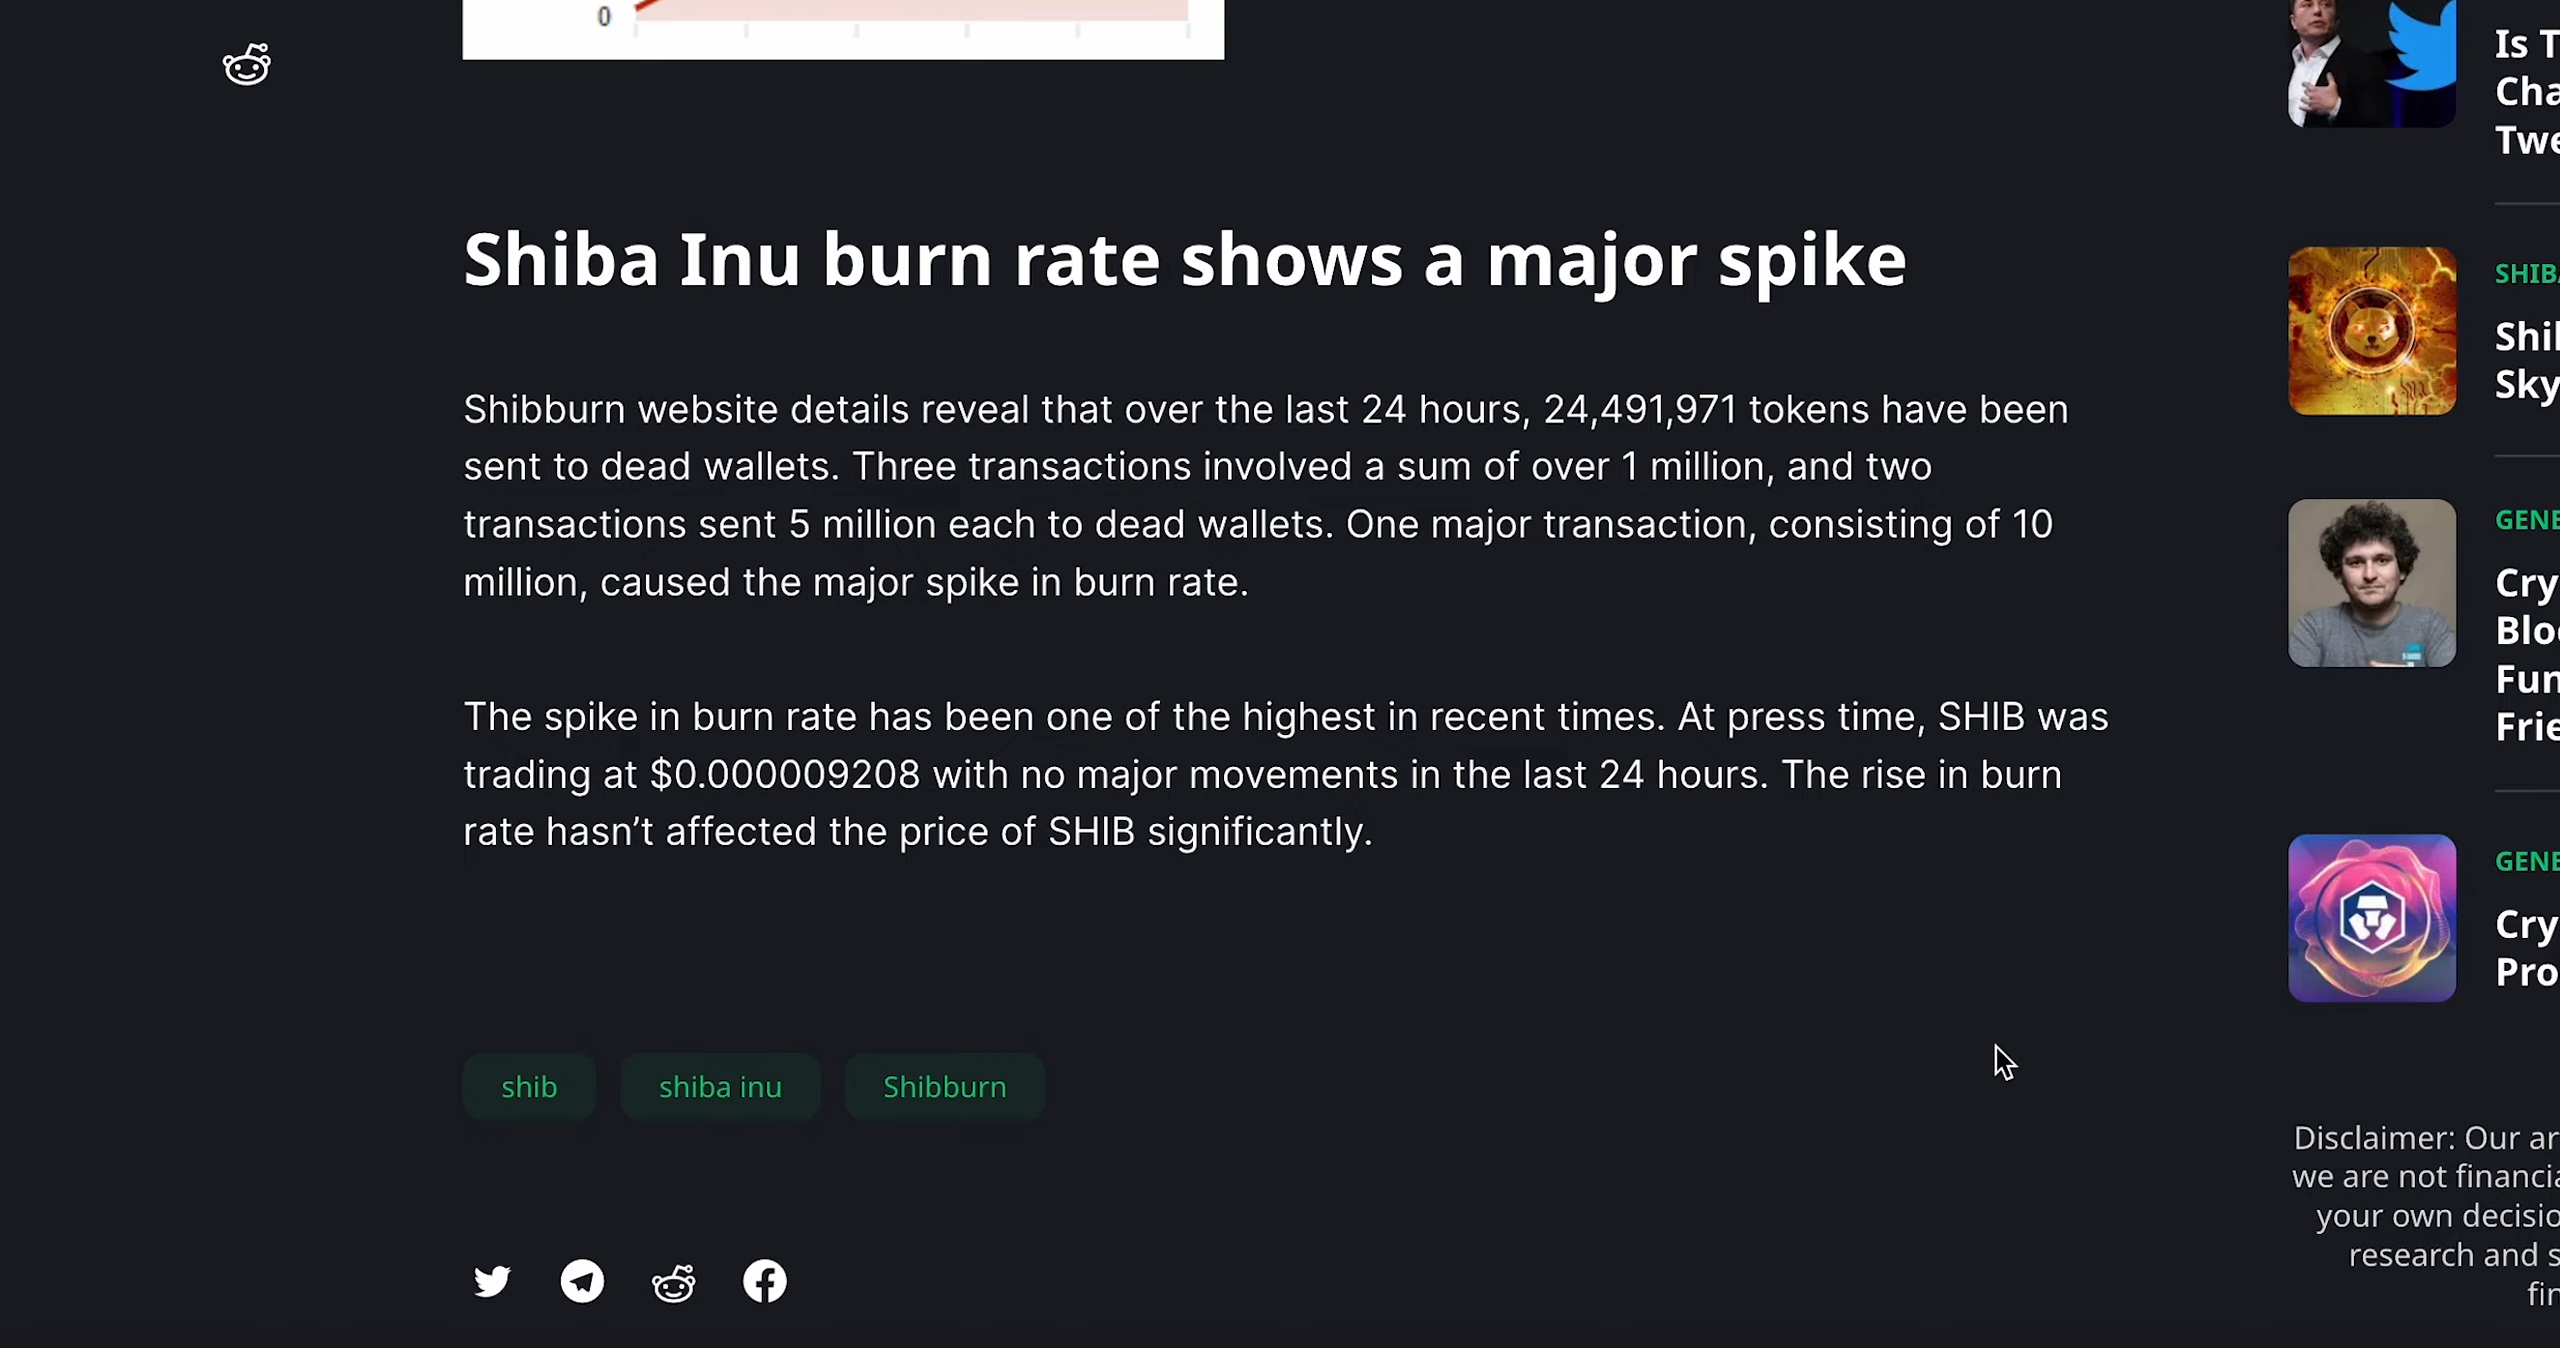 0
Shiba Inu burn rate shows a major spike
Shibburn website details reveal that over the last 24 hours, 24,491,971 tokens have been
sent to dead wallets. Three transactions involved a sum of over 1 million, and two
transactions sent 5 million each to dead wallets. One major transaction, consisting of 10
million, caused the major spike in burn rate.
The spike in burn rate has been one of the highest in recent times. At press time, SHIB was
trading at $0.000009208 with no major movements in the last 24 hours. The rise in burn
rate hasn’t affected the price of SHIB significantly.
shib
shiba inu
Shibburn
Is
Disclaimer: Our
we are not
your own
research and